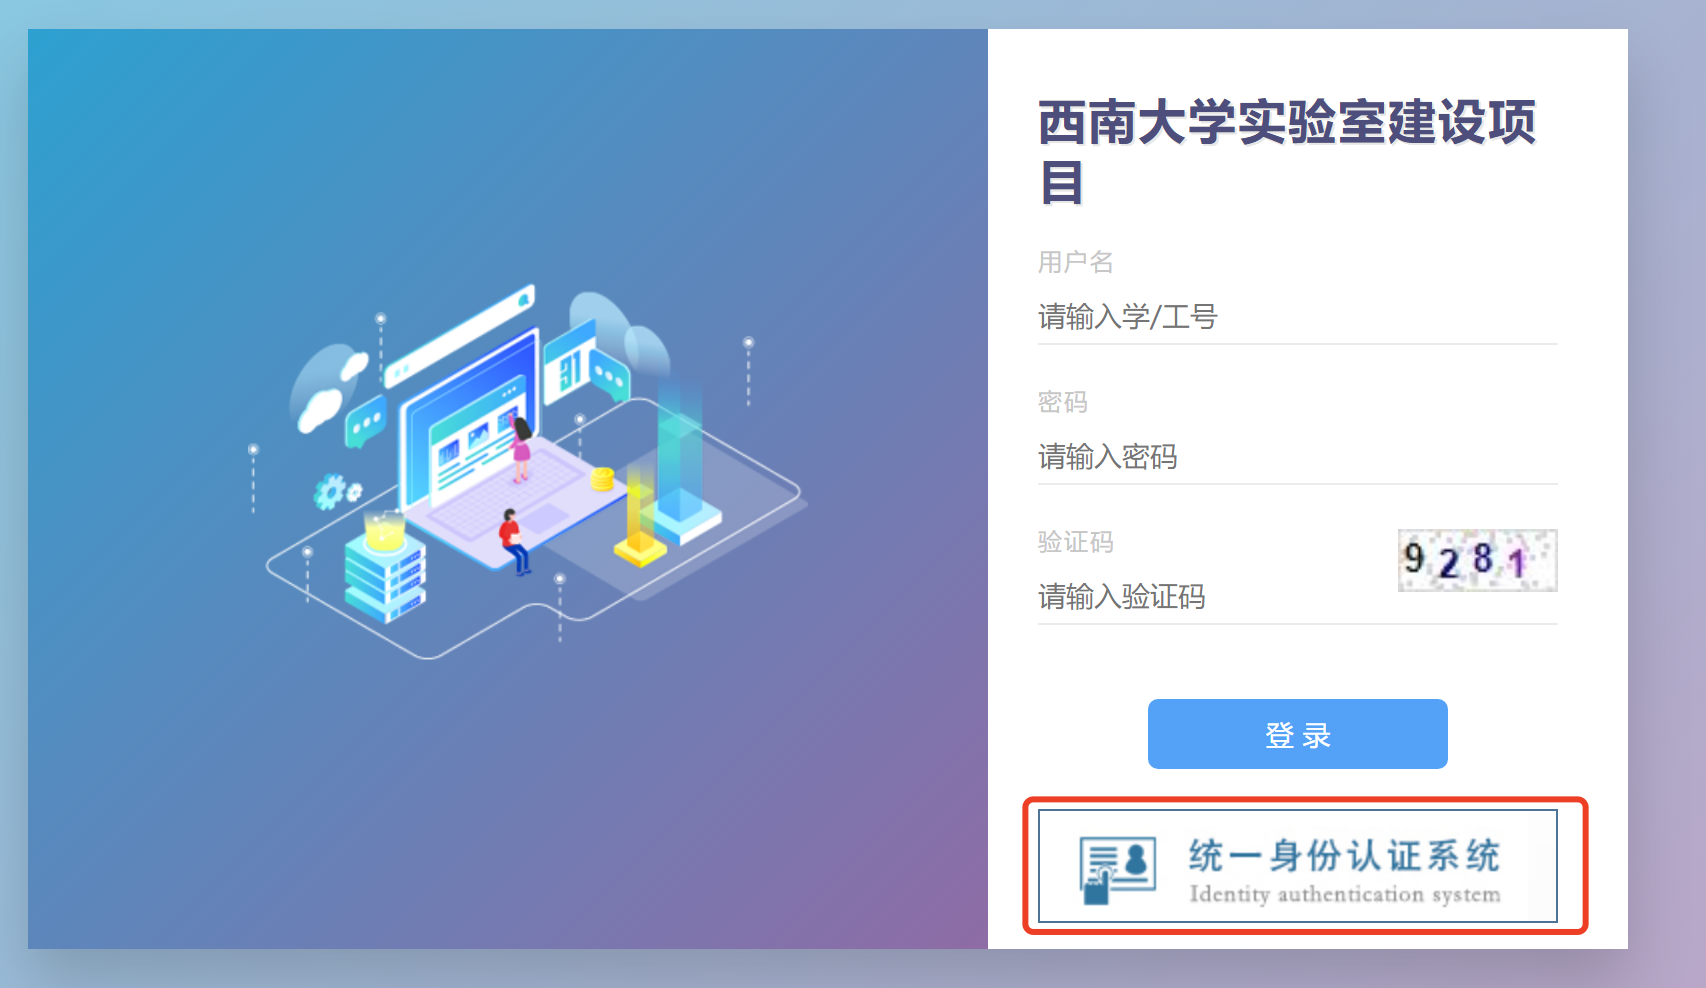 西南大学实验室建设项
目
用户名
请输入学/工号
密码
请输入密码
验证码
9281
请输入验证码
登录
统一身份认证系统
Identity authentication system
31